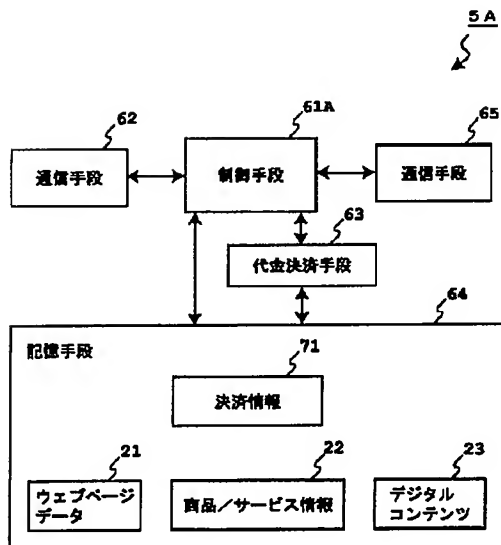 5A
62
61A
65
通信手段
制御手段
通信手段
63
代金決済手段
64
記憶手段
71
決済情報
21
22
23
ウェブページ
データ
商品／サービス情報
デジタル
コンテンツ